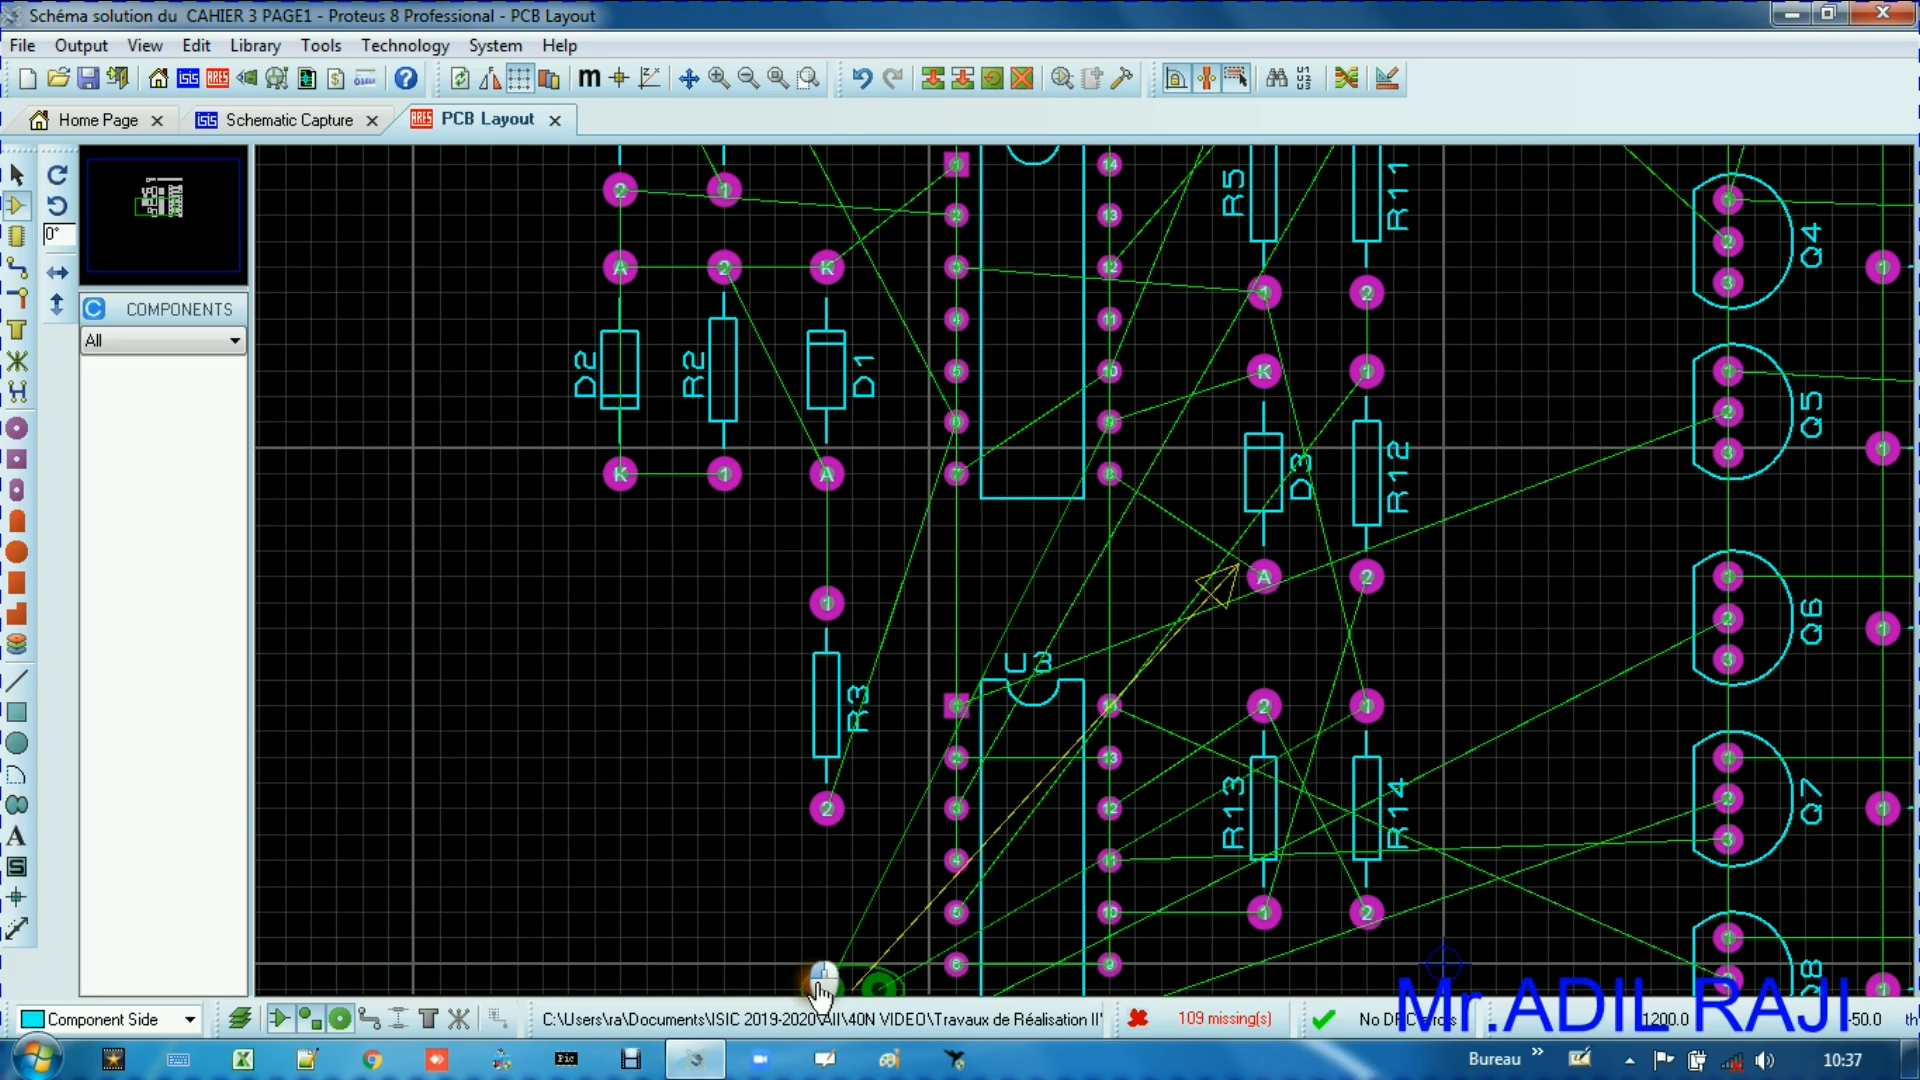 Schéma solution du  CAHIER 3 PAGE1 - Proteus 8 Professional - PCB Layout
File Output View Edit Library Tools Technology System Help
Home Page
Schematic Capture
PCB Layout
0°
COMPONENTS
All
R5
R11
Q4
D2
R2
D1
Q5
D3
R12
Q6
U3
R3
R13
R14
Q7
Q8
Component Side
C:\Users\ra\Documents\ISIC 2019-2020\AII\40N VIDEO\Travaux de Réalisation II'
109 missing(s)
1200.0
-50.0
th
Mr.ADIL RAJI
Bureau
10:37